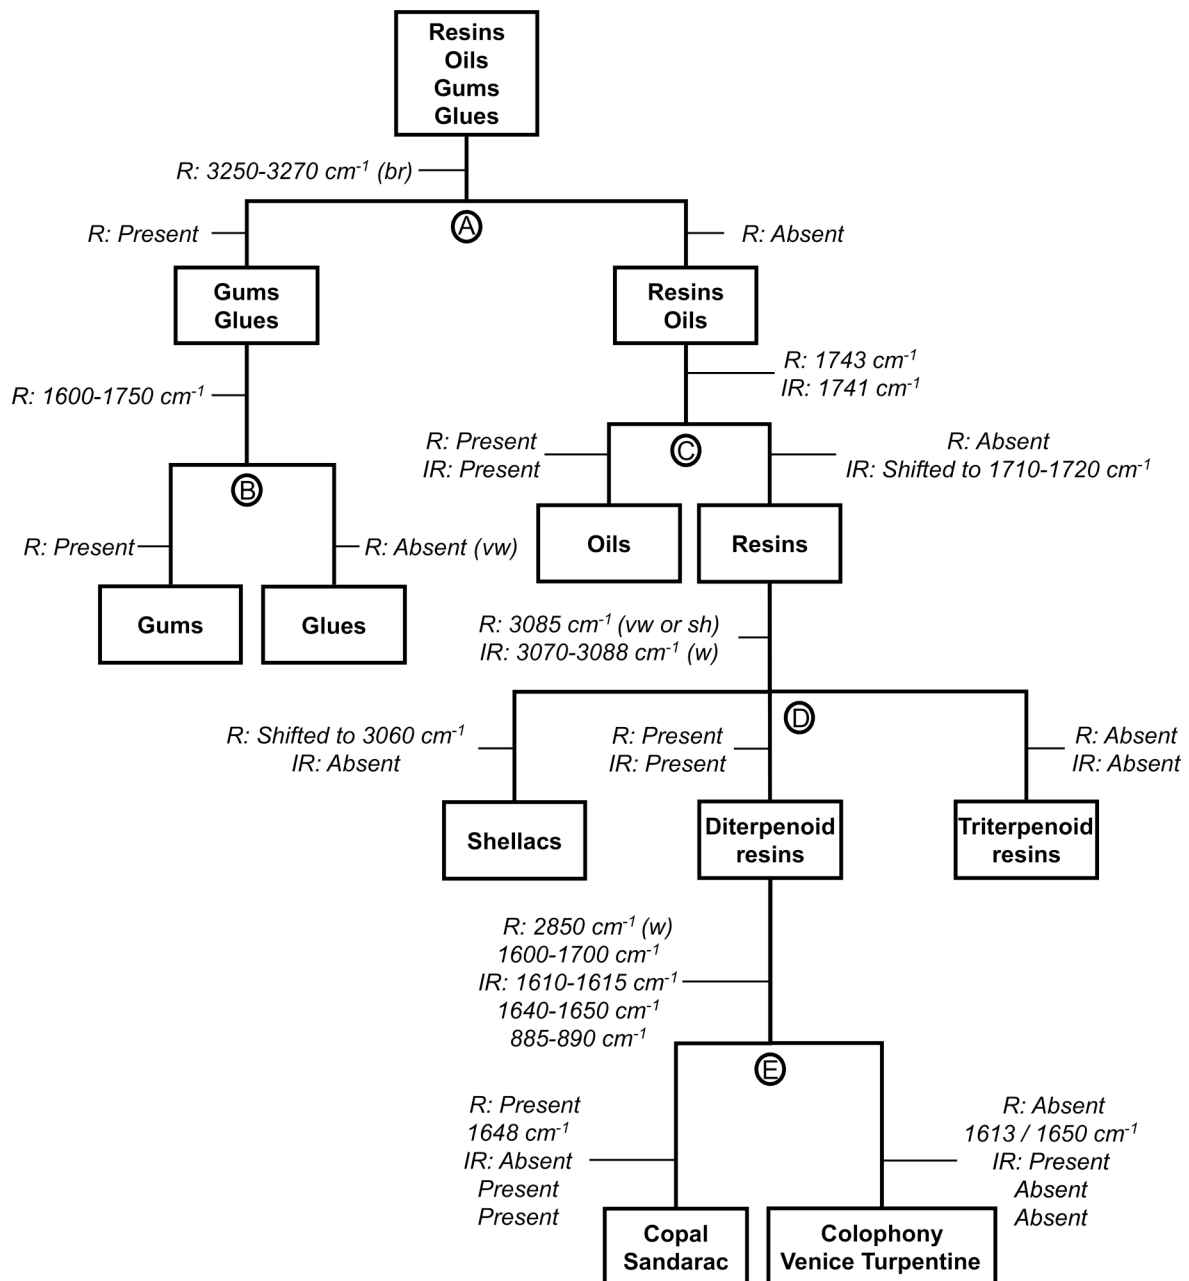 Resins
Oils
Gums
Glues
R: 3250-3270 cm⁻¹ (br)
A
R: Present
R: Absent
Gums
Glues
Resins
Oils
R: 1743 cm⁻¹
IR: 1741 cm⁻¹
R: 1600-1750 cm⁻¹
R: Present
IR: Present
C
R: Absent
IR: Shifted to 1710-1720 cm⁻¹
B
R: Present
R: Absent (vw)
Oils
Resins
Gums
Glues
R: 3085 cm⁻¹ (vw or sh)
IR: 3070-3088 cm⁻¹ (w)
D
R: Shifted to 3060 cm⁻¹
IR: Absent
R: Present
IR: Present
R: Absent
IR: Absent
Shellacs
Diterpenoid
resins
Triterpenoid
resins
R: 2850 cm⁻¹ (w)
1600-1700 cm⁻¹
IR: 1610-1615 cm⁻¹
1640-1650 cm⁻¹
885-890 cm⁻¹
E
R: Present
1648 cm⁻¹
IR: Absent
Present
Present
R: Absent
1613 / 1650 cm⁻¹
IR: Present
Absent
Absent
Copal
Sandarac
Colophony
Venice Turpentine